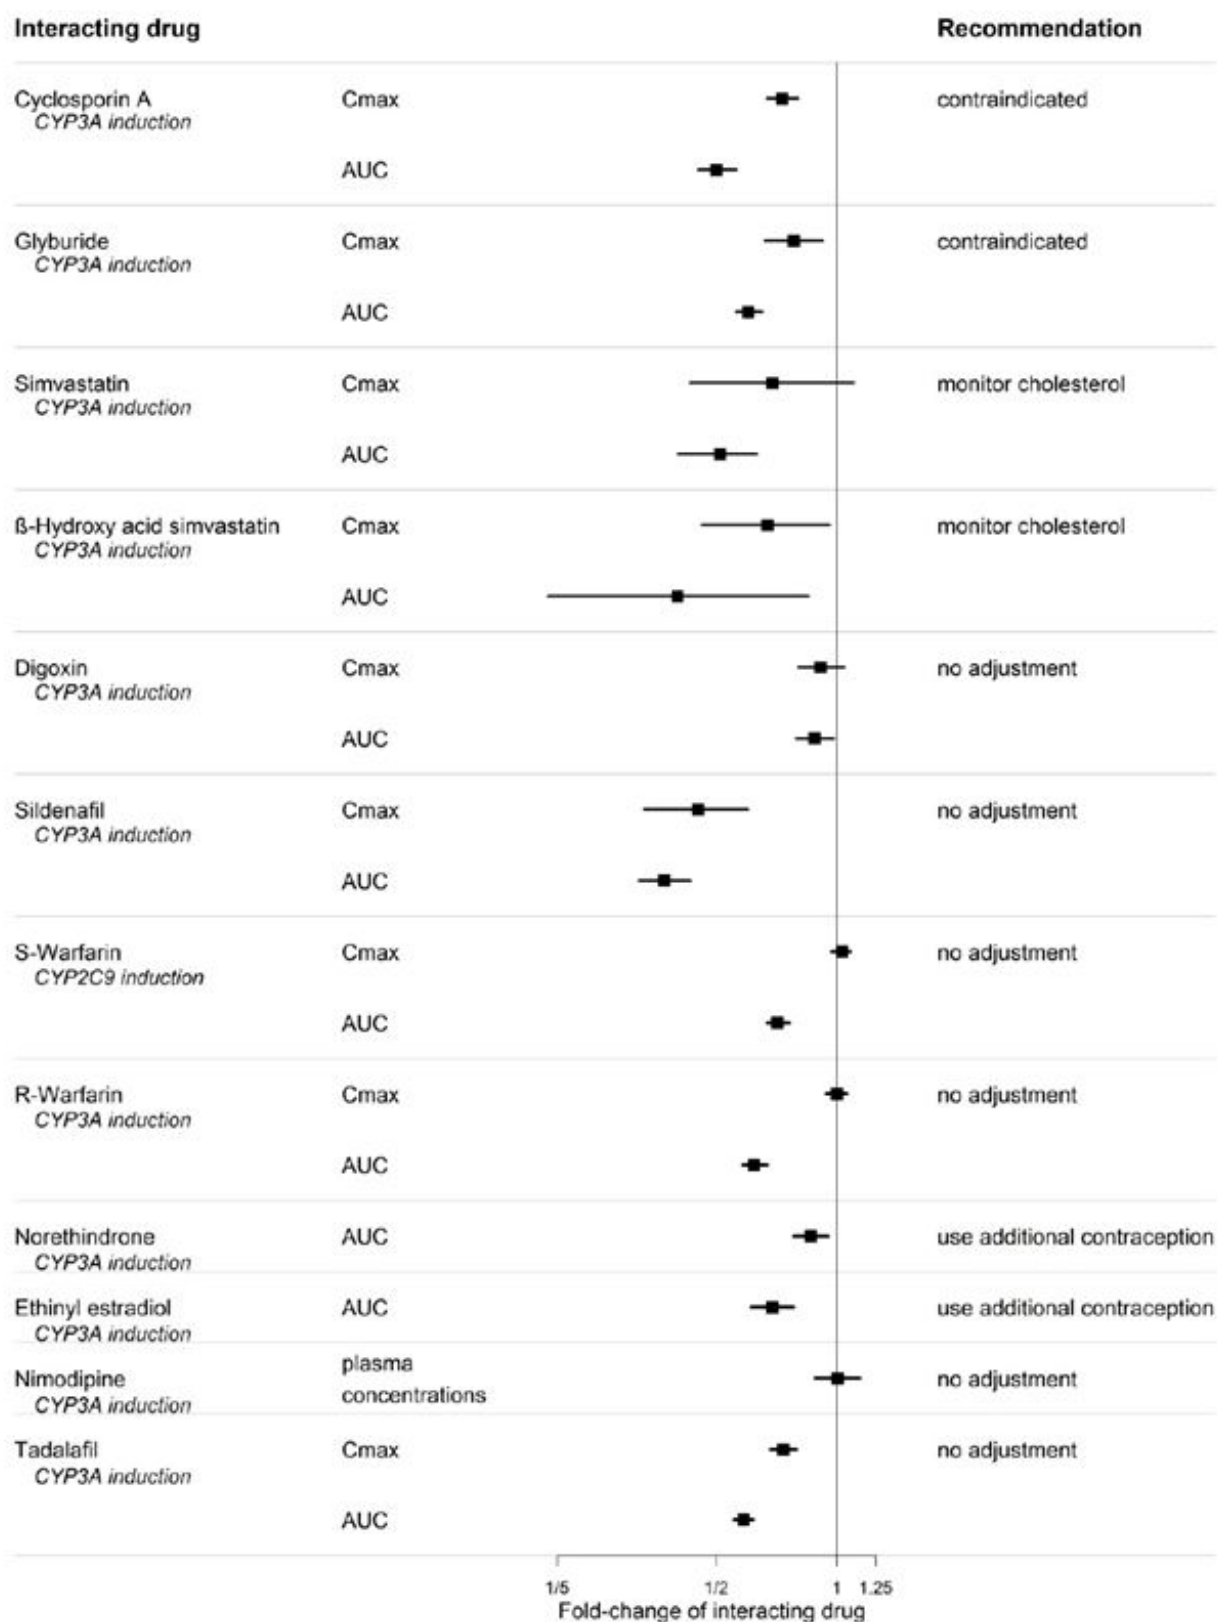 Interacting drug Recommendation
Cyclosporin A Cmax contraindicated
CYP3A induction
AUC
Glyburide Cmax contraindicated
CYP3A induction
AUC
Simvastatin Cmax monitor cholesterol
CYP3A induction
AUC
ß-Hydroxy acid simvastatin Cmax monitor cholesterol
CYP3A induction
AUC
Digoxin Cmax no adjustment
CYP3A induction
AUC
Sildenafil Cmax no adjustment
CYP3A induction
AUC
S-Warfarin Cmax no adjustment
CYP2C9 induction
AUC
R-Warfarin Cmax no adjustment
CYP3A induction
AUC
Norethindrone AUC use additional contraception
CYP3A induction
Ethinyl estradiol AUC use additional contraception
CYP3A induction
plasma
Nimodipine no adjustment
concentrations
CYP3A induction
Tadalafil Cmax no adjustment
CYP3A induction
AUC
1/5 1/2 1 1.25
Fold-change of interacting drug